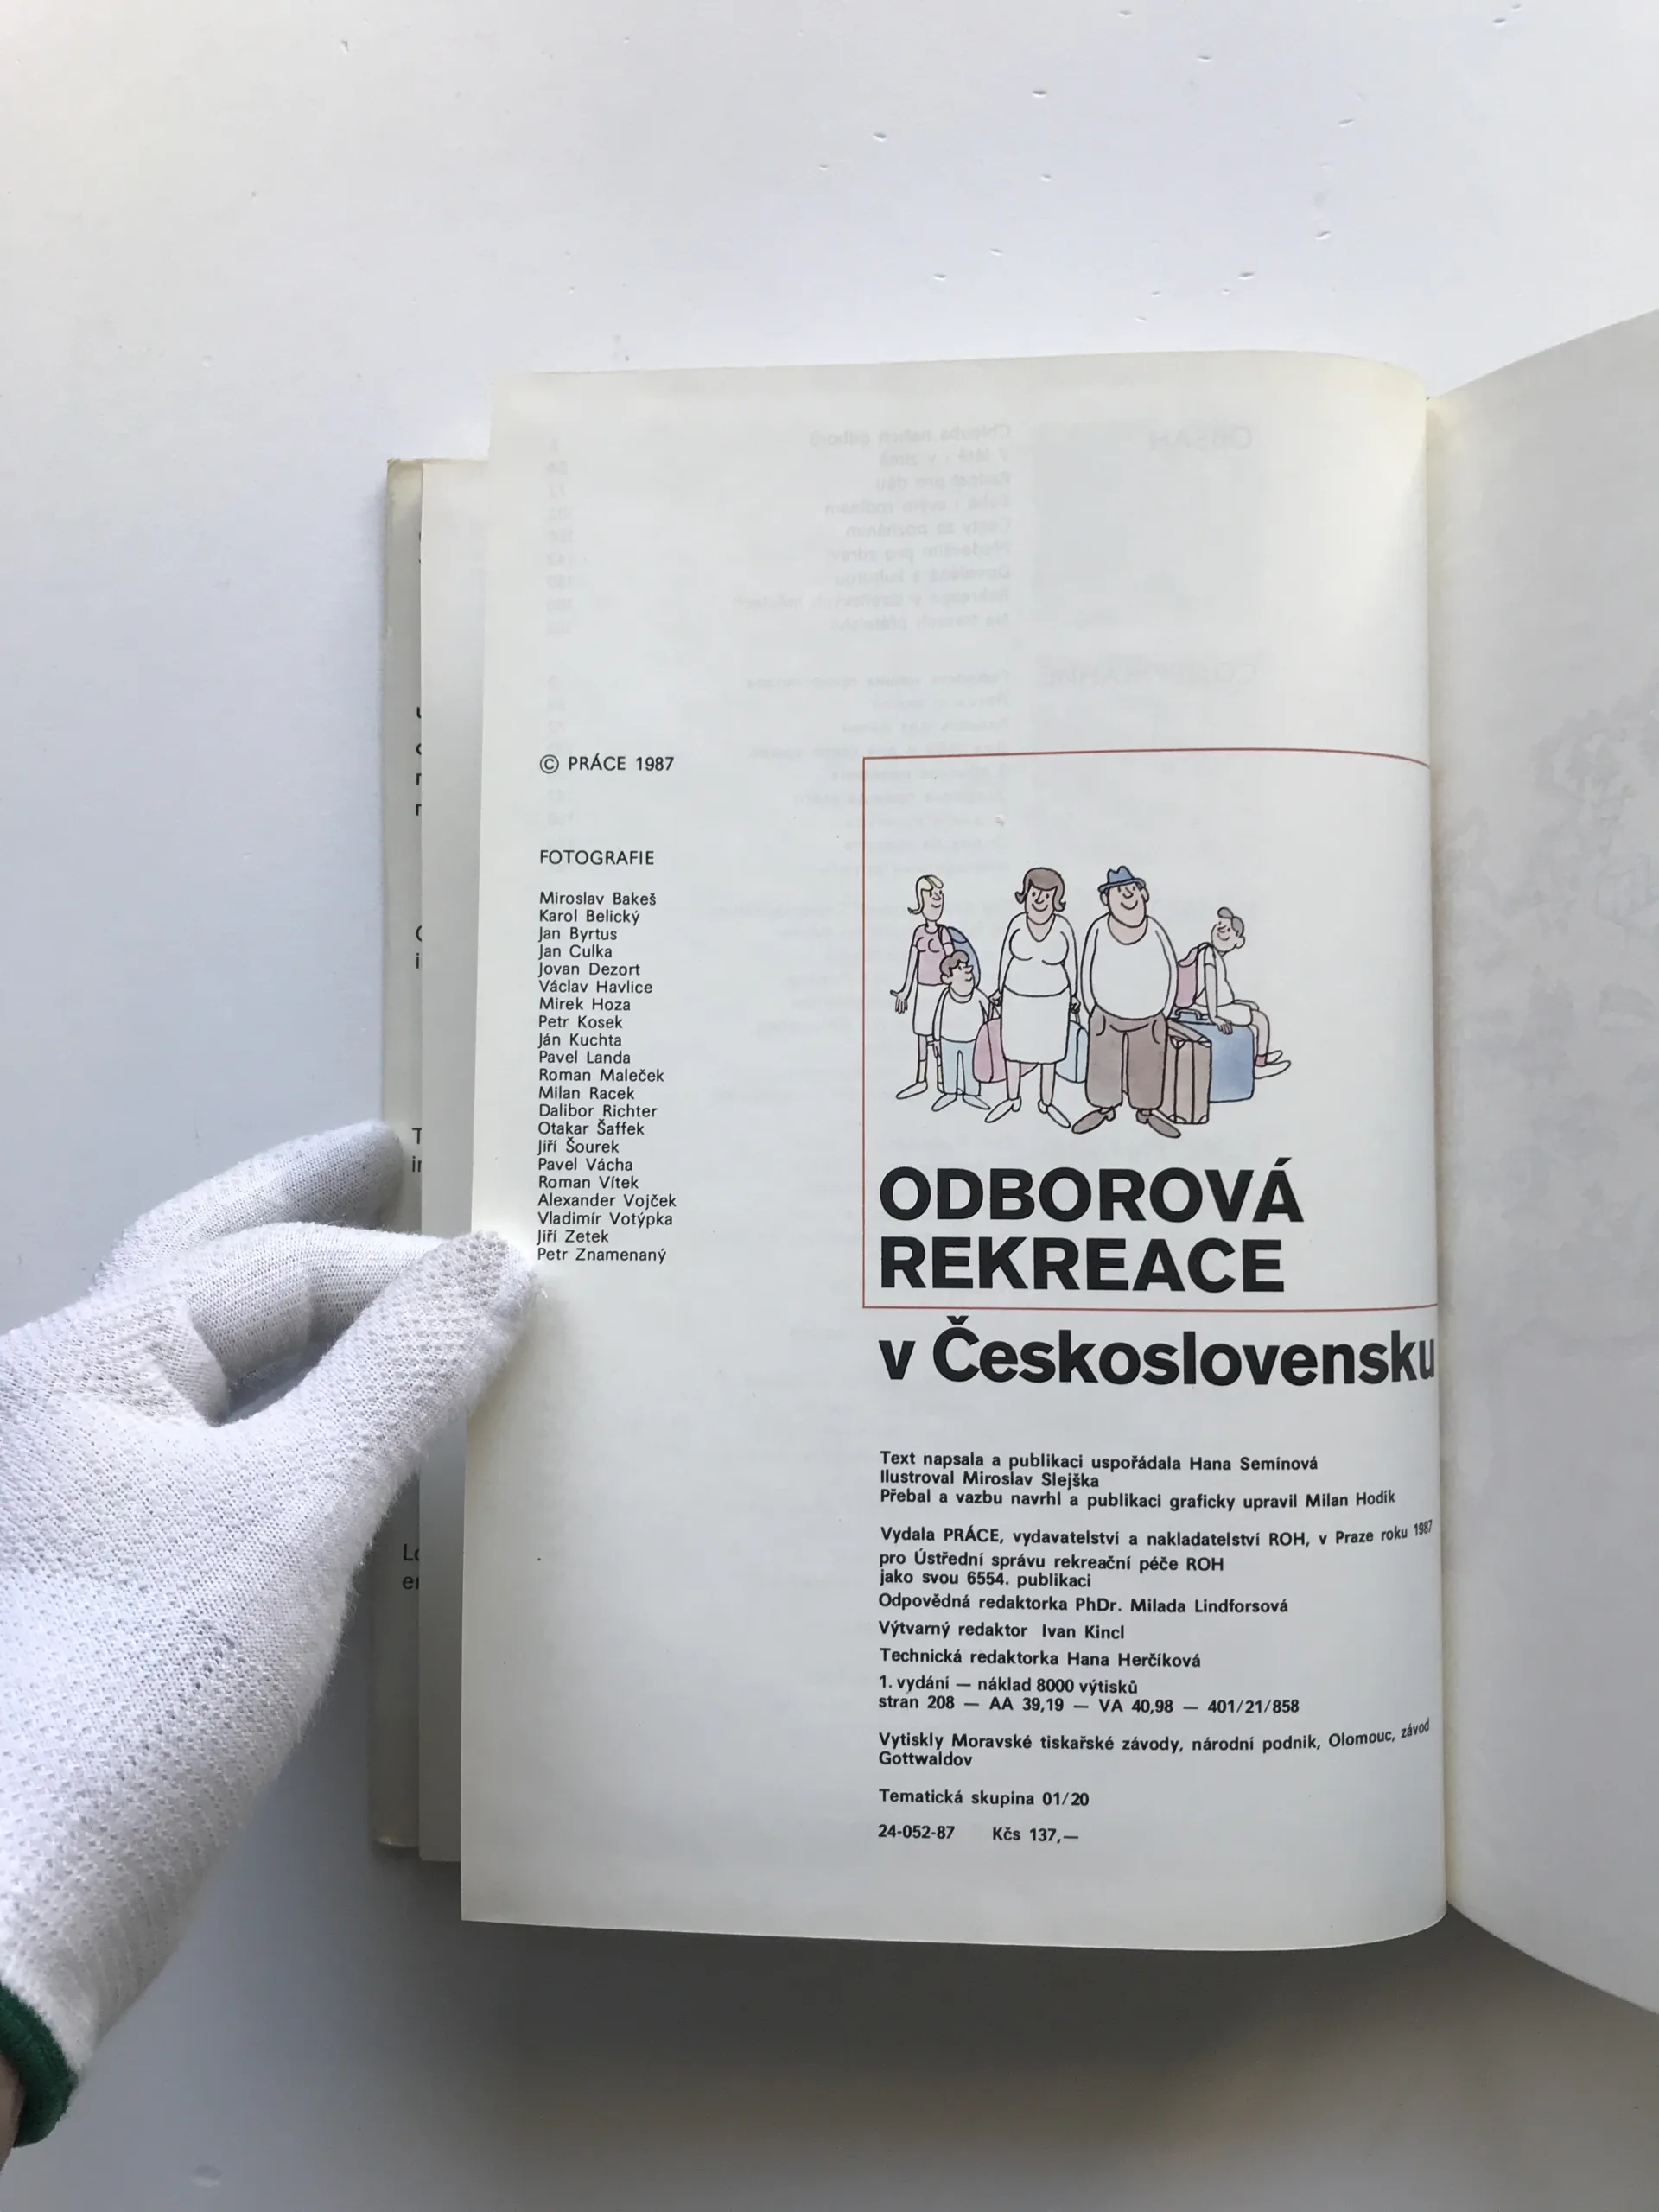 © PRÁCE 1987
FOTOGRAFIE
Miroslav Bakeš
Karol Belický
Jan Byrtus
Jan Culka
Jovan Dezort
Václav Havlice
Mirek Hoza
Petr Kosek
Ján Kuchta
Pavel Landa
Roman Maleček
Milan Racek
Dalibor Richter
Otakar Šaffek
Jiří Šourek
Pavel Vácha
Roman Vítek
Alexander Vojček
Vladimír Votýpka
Jiří Zetek
Petr Znamenaný
ODBOROVÁ
REKREACE
v Československu
Text napsala a publikaci uspořádala Hana Semínová
Ilustroval Miroslav Slejška
Přebal a vazbu navrhl a publikaci graficky upravil Milan Hodík
Vydala PRÁCE, vydavatelství a nakladatelství ROH, v Praze roku 1987
pro Ústřední správu rekreační péče ROH
jako svou 6554. publikaci
Odpovědná redaktorka PhDr. Milada Lindforsová
Výtvarný redaktor Ivan Kincl
Technická redaktorka Hana Herčíková
1. vydání — náklad 8000 výtisků
stran 208 — AA 39,19 — VA 40,98 — 401/21/858
Vytiskly Moravské tiskařské závody, národní podnik, Olomouc, závod
Gottwaldov
Tematická skupina 01/20
24-052-87 Kčs 137,—